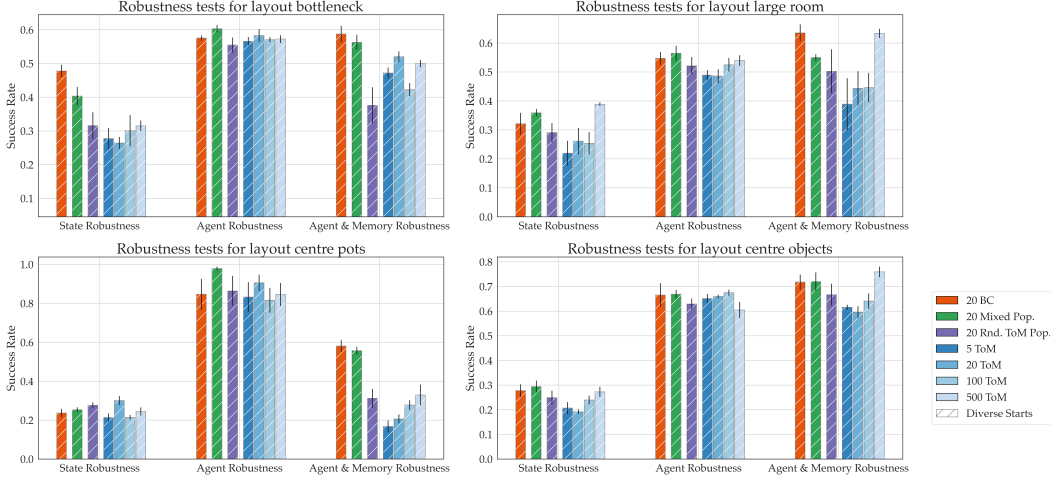 Robustness tests for layout bottleneck
Success Rate
0.6
0.5
0.4
0.3
0.2
0.1
State Robustness
Agent Robustness
Agent & Memory Robustness
Robustness tests for layout large room
Success Rate
0.6
0.5
0.4
0.3
0.2
0.1
0.0
State Robustness
Agent Robustness
Agent & Memory Robustness
Robustness tests for layout centre pots
Success Rate
1.0
0.8
0.6
0.4
0.2
0.0
State Robustness
Agent Robustness
Agent & Memory Robustness
Robustness tests for layout centre objects
Success Rate
0.8
0.7
0.6
0.5
0.4
0.3
0.2
0.1
0.0
State Robustness
Agent Robustness
Agent & Memory Robustness
20 BC
20 Mixed Pop.
20 Rnd. ToM Pop.
5 ToM
20 ToM
100 ToM
500 ToM
Diverse Starts